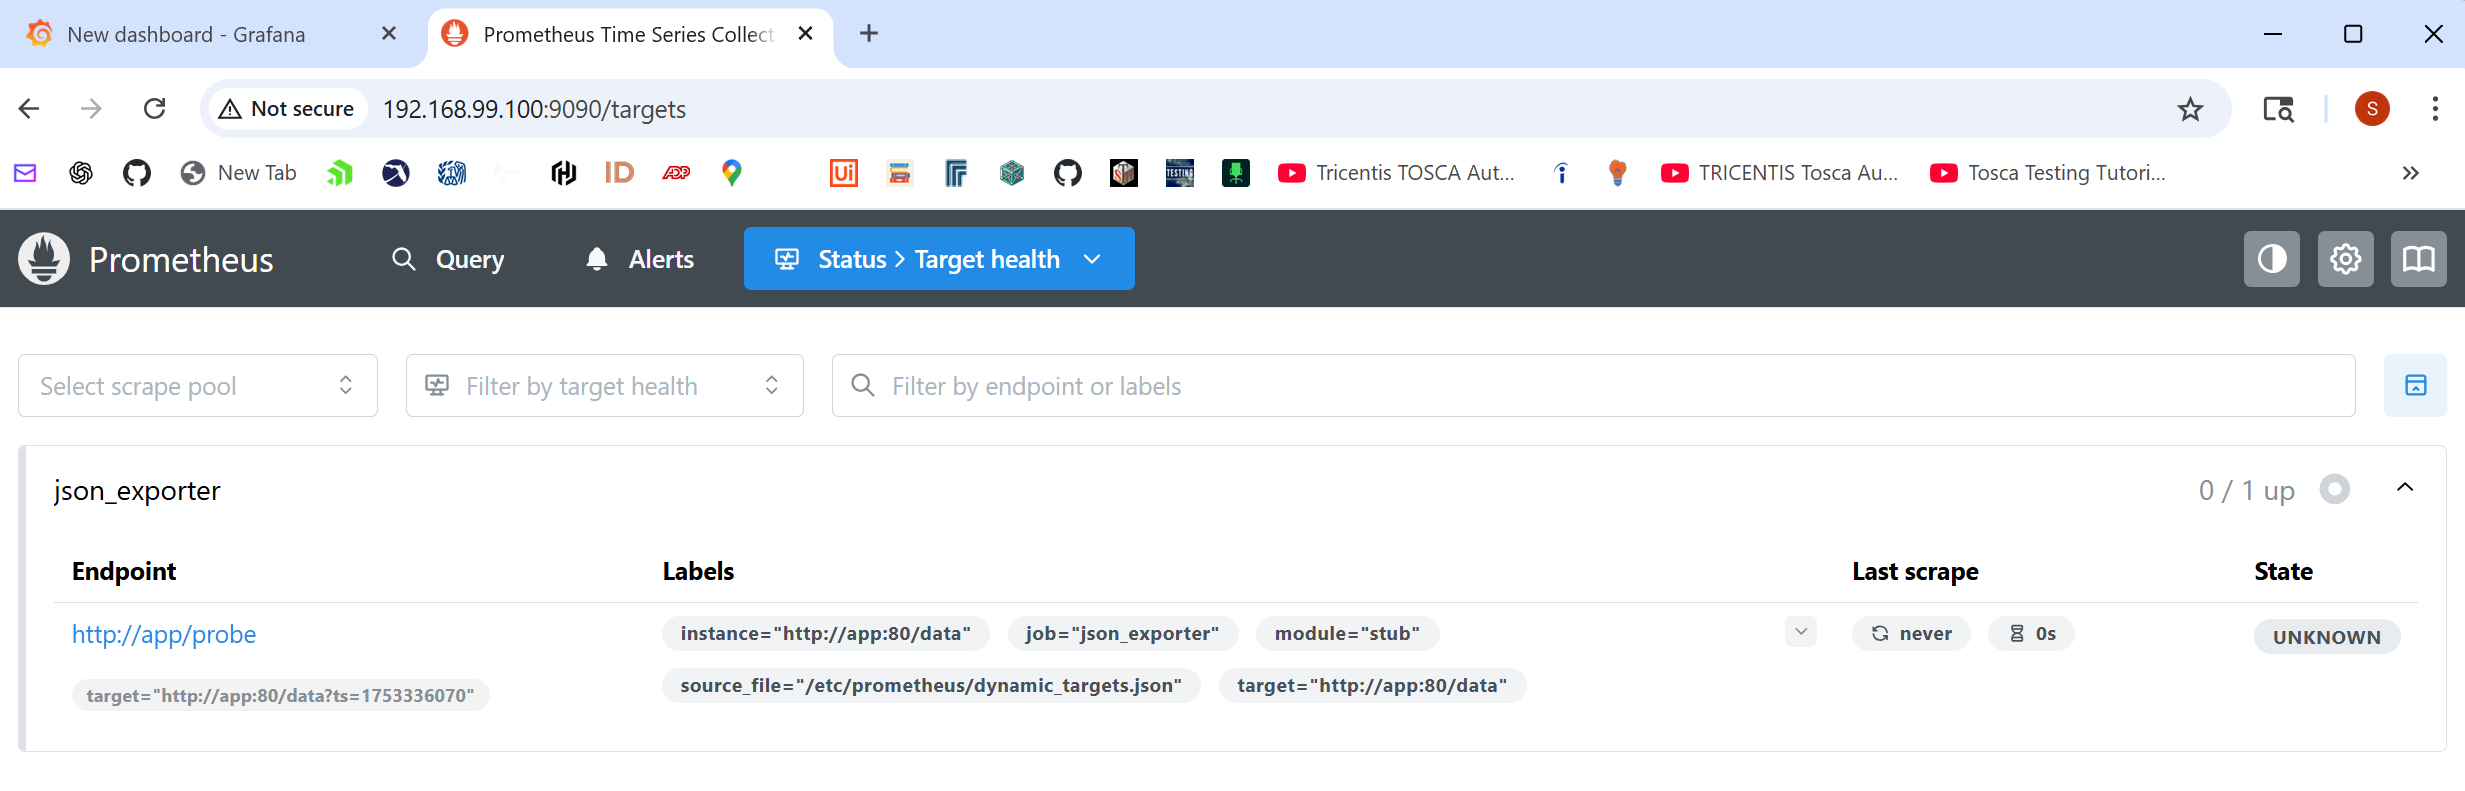 New dashboard - Grafana
Prometheus Time Series Collect
Not secure
192.168.99.100:9090/targets
S
New Tab
ID
ADP
Ui
TESTING
Tricentis TOSCA Aut...
TRICENTIS Tosca Au...
Tosca Testing Tutori...
Prometheus
Query
Alerts
Status > Target health
Select scrape pool
Filter by target health
Filter by endpoint or labels
json_exporter
0 / 1 up
Endpoint
Labels
Last scrape
State
http://app/probe
instance="http://app:80/data"
job="json_exporter"
module="stub"
never
0s
UNKNOWN
target="http://app:80/data?ts=1753336070"
source_file="/etc/prometheus/dynamic_targets.json"
target="http://app:80/data"